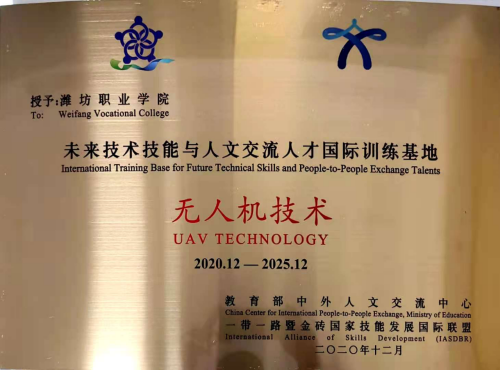 授予:潍坊职业学院
To: Weifang Vocational College
未来技术技能与人文交流人才国际训练基地
International Training Base for Future Technical Skills and People-to-People Exchange Talents
无人机技术
UAV TECHNOLOGY
2020.12 — 2025.12
教育部中外人文交流中心
China Center for International People-to-People Exchange, Ministry of Education
一带一路暨金砖国家技能发展国际联盟
International Alliance of Skills Development (IASDBR)
二〇二〇年十二月